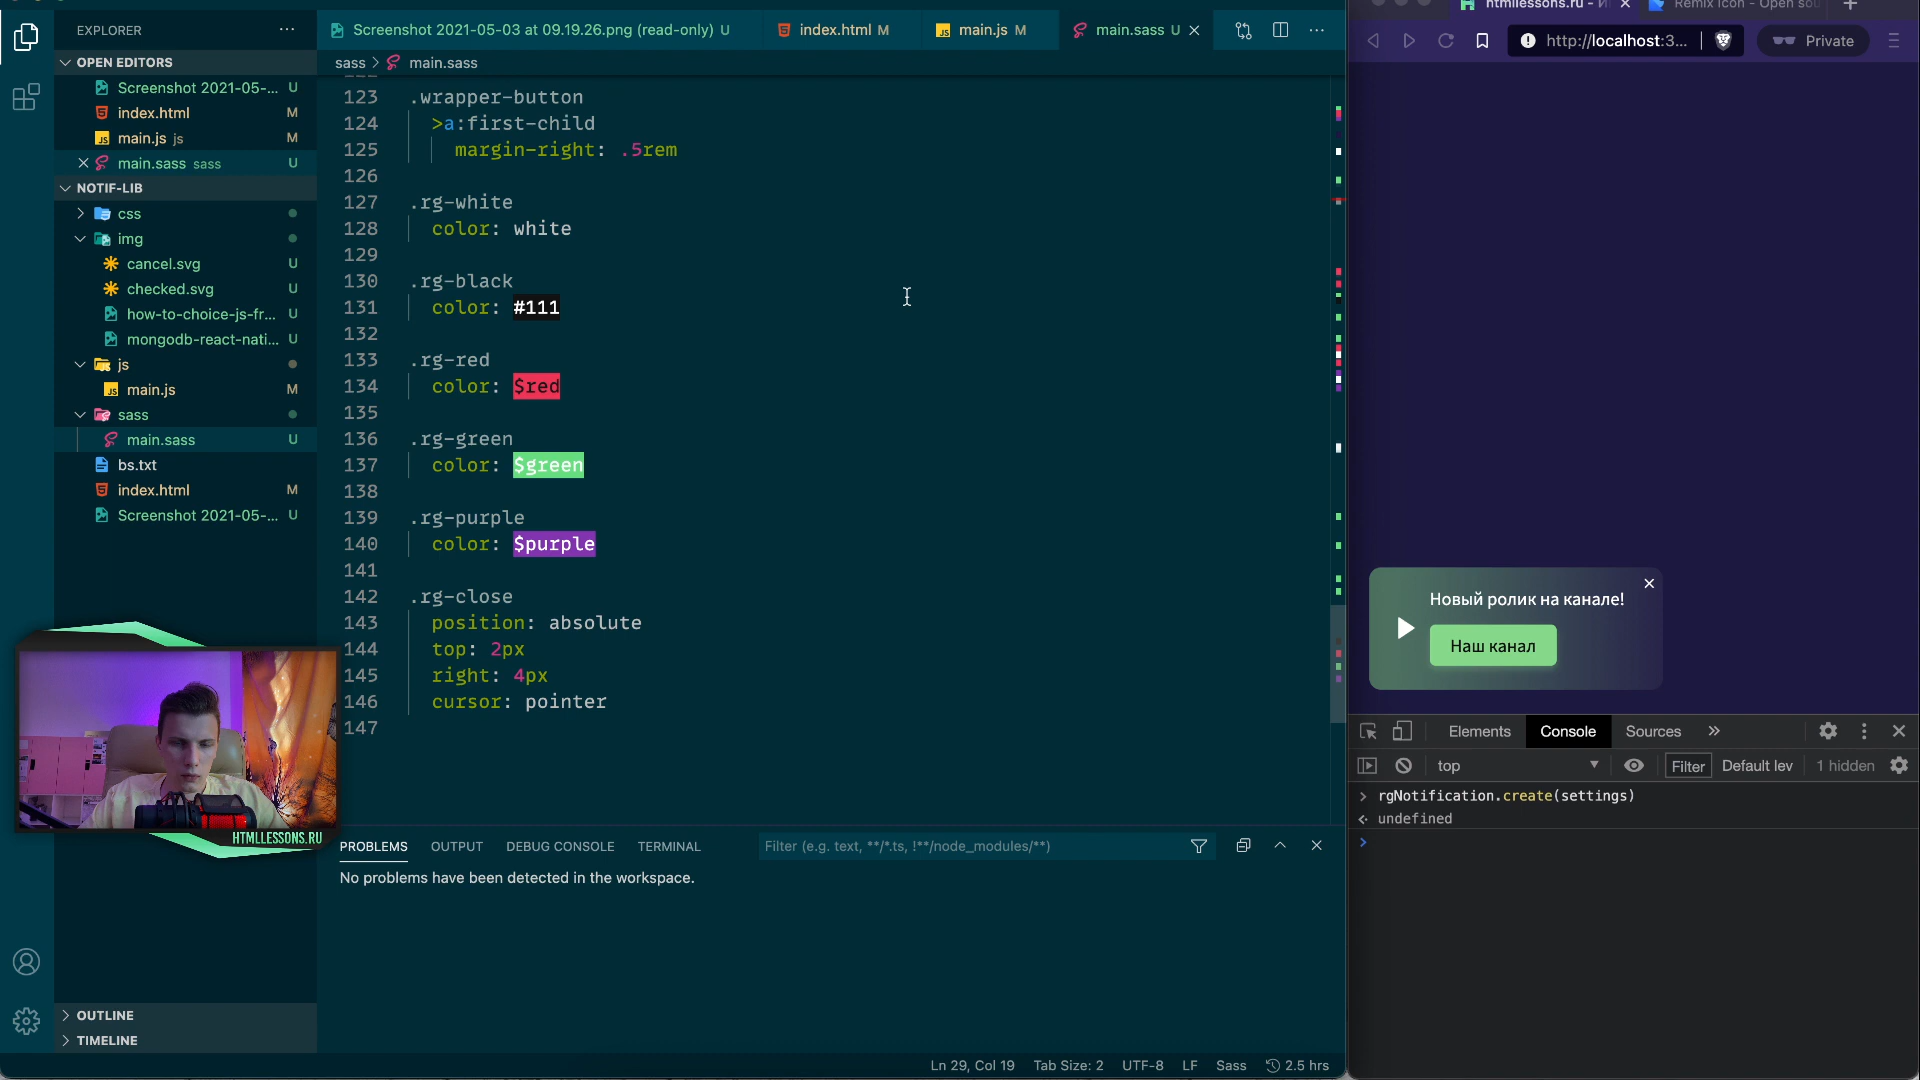 EXPLORER
OPEN EDITORS
Screenshot 2021-05-... U
index.html M
main.js js M
main.sass sass U
NOTIF-LIB
css
img
cancel.svg U
checked.svg U
how-to-choice-js-fr... U
mongodb-react-nati... U
js
main.js M
sass
main.sass U
bs.txt
index.html M
Screenshot 2021-05-... U
HTMLLESSONS.RU
OUTLINE
TIMELINE
Screenshot 2021-05-03 at 09.19.26.png (read-only) U
index.html M
main.js M
main.sass U
sass > main.sass
123 .wrapper-button
124 >a:first-child
125 margin-right: .5rem
126
127 .rg-white
128 color: white
129
130 .rg-black
131 color: #111
132
133 .rg-red
134 color: $red
135
136 .rg-green
137 color: $green
138
139 .rg-purple
140 color: $purple
141
142 .rg-close
143 position: absolute
144 top: 2px
145 right: 4px
146 cursor: pointer
147
PROBLEMS OUTPUT DEBUG CONSOLE TERMINAL
Filter (e.g. text, **/*.ts, !**/node_modules/**)
No problems have been detected in the workspace.
Ln 29, Col 19 Tab Size: 2 UTF-8 LF Sass 2.5 hrs
htmllessons.ru - И
Remix Icon - Open sou
http://localhost:3...
Private
Новый ролик на канале!
Наш канал
Elements Console Sources
top Filter Default lev 1 hidden
rgNotification.create(settings)
undefined